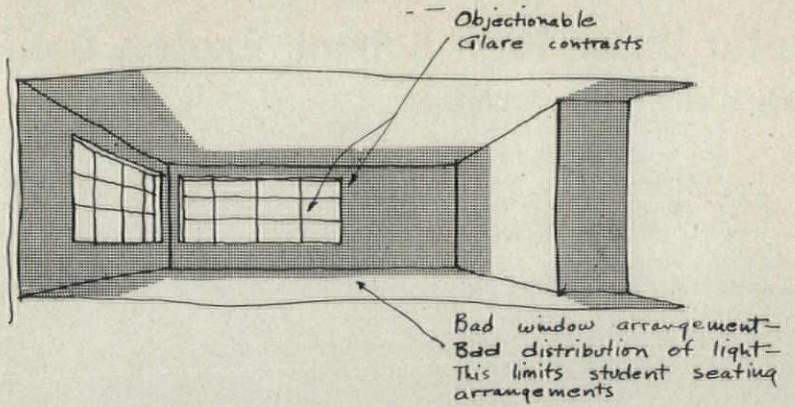 Objectionable
Glare contrasts
Bad window arrangement-
Bad distribution of light-
This limits student seating
arrangements